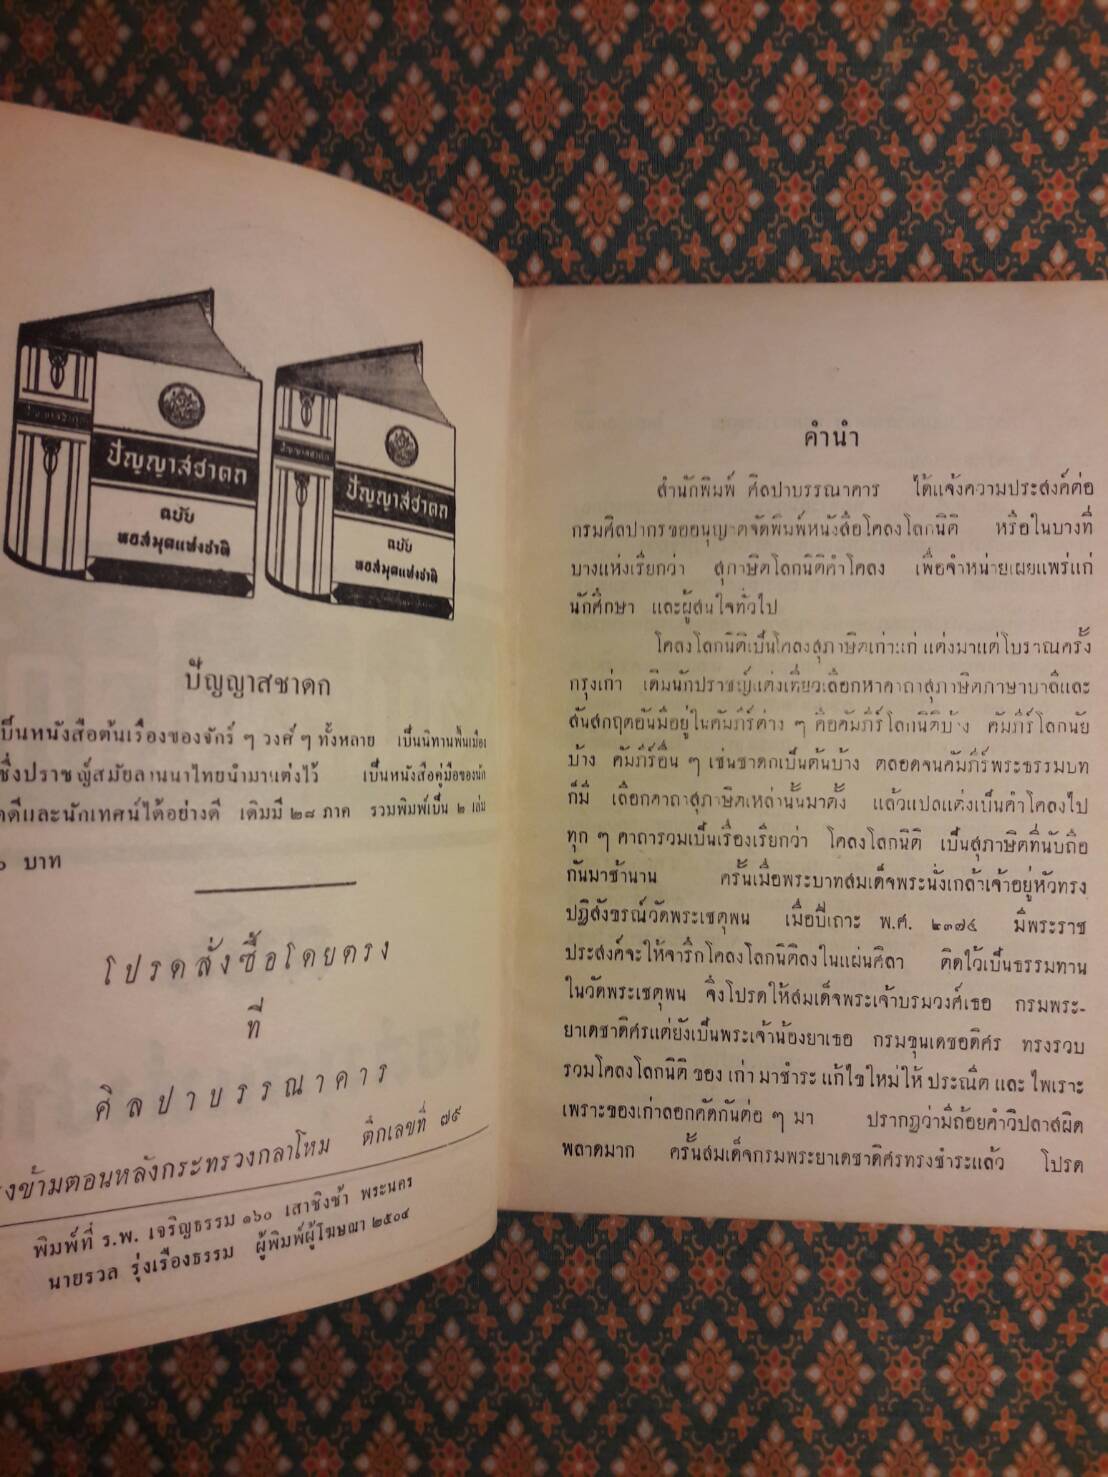 ปัญญาสชาดก
ฉบับ
หอสมุดแห่งชาติ
ปัญญาสชาดก
ปัญญาสชาดก
ฉบับ
หอสมุดแห่งชาติ
ปัญญาสชาดก
เป็นหนังสือต้นเรื่องของจักร์ ๆ วงศ์ ๆ ทั้งหลาย เป็นนิทานพื้นเมือง
ซึ่งปราชญ์สมัยลานนาไทยนำมาแต่งไว้ เป็นหนังสือคู่มือของนัก
คดีและนักเทศน์ได้อย่างดี เดิมมี ๒๘ ภาค รวมพิมพ์เป็น ๒ เล่ม
๐ บาท
โปรดสั่งซื้อโดยตรง
ที่
ศิลปาบรรณาคาร
งข้ามตอนหลังกระทรวงกลาโหม ตึกเลขที่ ๗๙
พิมพ์ที่ ร.พ. เจริญธรรม ๑๖๐ เสาชิงช้า พระนคร
นายรวล รุ่งเรืองธรรม ผู้พิมพ์ผู้โฆษณา ๒๕๐๔
คำนำ
สำนักพิมพ์ ศิลปาบรรณาคาร ได้แจ้งความประสงค์ต่อ
กรมศิลปากรขออนุญาตจัดพิมพ์หนังสือโคลงโลกนิติ หรือในบางที่
บางแห่งเรียกว่า สุภาษิตโลกนิติคำโคลง เพื่อจำหน่ายเผยแพร่แก่
นักศึกษา และผู้สนใจทั่วไป
โคลงโลกนิติเป็นโคลงสุภาษิตเก่าแก่ แต่งมาแต่โบราณครั้ง
กรุงเก่า เดิมนักปราชญ์แต่งเที่ยวเลือกหาคาถาสุภาษิตภาษาบาลีและ
สันสกฤตอันมีอยู่ในคัมภีร์ต่าง ๆ คือคัมภีร์โลกนิติบ้าง คัมภีร์โลกนัย
บ้าง คัมภีร์อื่น ๆ เช่นชาดกเป็นต้นบ้าง ตลอดจนคัมภีร์พระธรรมบท
ก็มี เลือกคาถาสุภาษิตเหล่านั้นมาตั้ง แล้วแปลแต่งเป็นคำโคลงไป
ทุก ๆ คาถารวมเป็นเรื่องเรียกว่า โคลงโลกนิติ เป็นสุภาษิตที่นับถือ
กันมาช้านาน ครั้นเมื่อพระบาทสมเด็จพระนั่งเกล้าเจ้าอยู่หัวทรง
ปฏิสังขรณ์วัดพระเชตุพน เมื่อปีเถาะ พ.ศ. ๒๓๗๔ มีพระราช
ประสงค์จะให้จารึกโคลงโลกนิติลงในแผ่นศิลา ติดไว้เป็นธรรมทาน
ในวัดพระเชตุพน จึงโปรดให้สมเด็จพระเจ้าบรมวงศ์เธอ กรมพระ-
ยาเดชาดิศรแต่ยังเป็นพระเจ้าน้องยาเธอ กรมขุนเดชอดิศร ทรงรวบ
รวมโคลงโลกนิติ ของ เก่า มาชำระ แก้ไขใหม่ ให้ ประณีต และ ไพเราะ
เพราะของเก่าลอกคัดกันต่อ ๆ มา ปรากฏว่ามีถ้อยคำวิปลาสผิด
พลาดมาก ครั้นสมเด็จกรมพระยาเดชาดิศรทรงชำระแล้ว โปรด